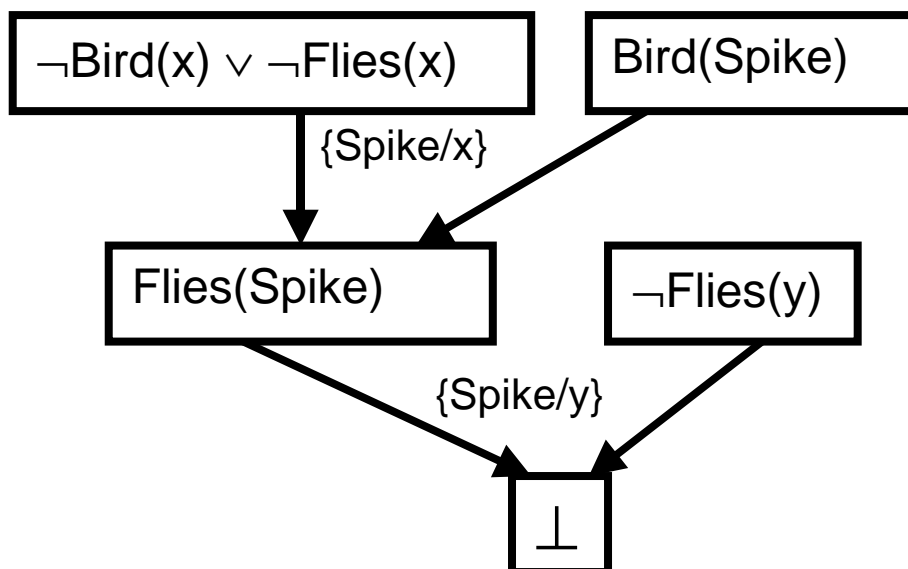 ¬Bird(x) ∨ ¬Flies(x)
Bird(Spike)
{Spike/x}
Flies(Spike)
¬Flies(y)
{Spike/y}
⊥